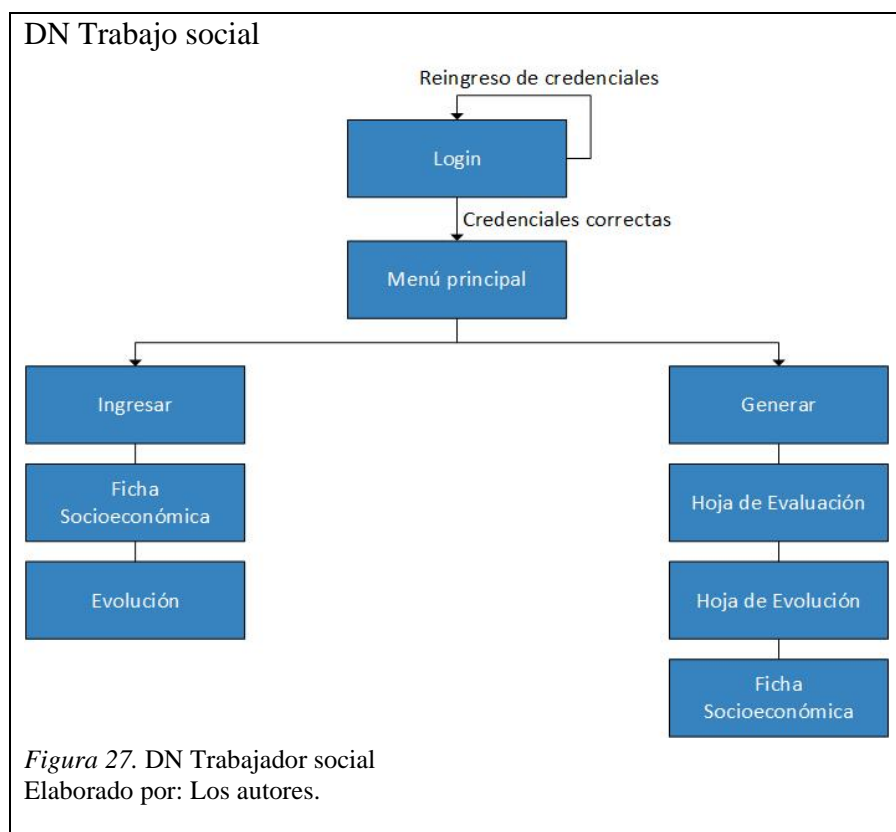 DN Trabajo social
Reingreso de credenciales
Login
Credenciales correctas
Menú principal
Ingresar
Generar
Ficha
Socioeconómica
Hoja de Evaluación
Evolución
Hoja de Evolución
Ficha
Socioeconómica
Figura 27. DN Trabajador social
Elaborado por: Los autores.